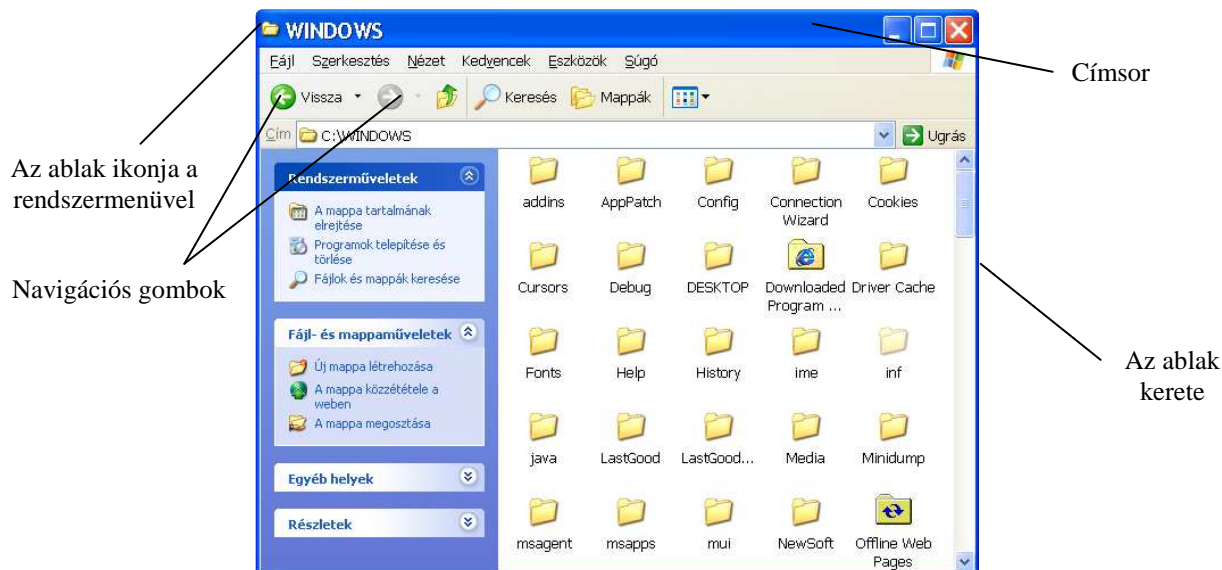 WINDOWS
Fájl Szerkesztés Nézet Kedvencek Eszközök Súgó
Vissza Keresés Mappák
Cím C:\WINDOWS Ugrás
Címsor
Az ablak ikonja a
rendszermenüvel
Navigációs gombok
Az ablak
kerete
Rendszerműveletek
A mappa tartalmának
elrejtése
Programok telepítése és
törlése
Fájlok és mappák keresése
Fájl- és mappaműveletek
Új mappa létrehozása
A mappa közzététele a
weben
A mappa megosztása
Egyéb helyek
Részletek
addins AppPatch Config Connection Cookies
Wizard
Cursors Debug DESKTOP Downloaded Driver Cache
Program ...
Fonts Help History ime inf
java LastGood LastGood... Media Minidump
msagent msapps mui NewSoft Offline Web
Pages